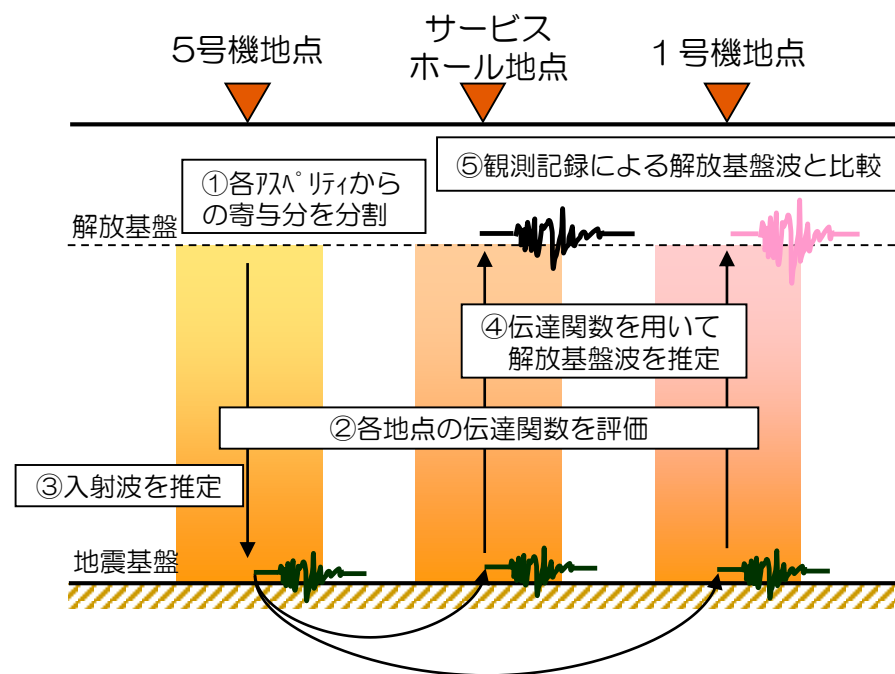 5号機地点
サービス
ホール地点
1号機地点
⑤観測記録による解放基盤波と比較
①各ｱｽﾍﾟﾘﾃｨから
の寄与分を分割
解放基盤
④伝達関数を用いて
解放基盤波を推定
②各地点の伝達関数を評価
③入射波を推定
地震基盤